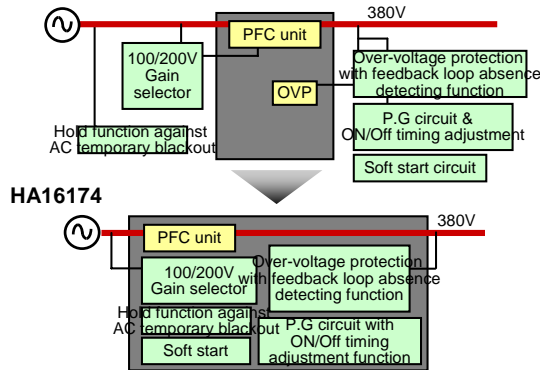 380V
PFC unit
100/200V
Gain
selector
OVP
Over-voltage protection
with feedback loop absence
detecting function
Hold function against
AC temporary blackout
P.G circuit &
ON/Off timing adjustment
Soft start circuit
HA16174
380V
PFC unit
100/200V
Gain selector
Over-voltage protection
with feedback loop absence
detecting function
Hold function against
AC temporary blackout
Soft start
P.G circuit with
ON/Off timing
adjustment function